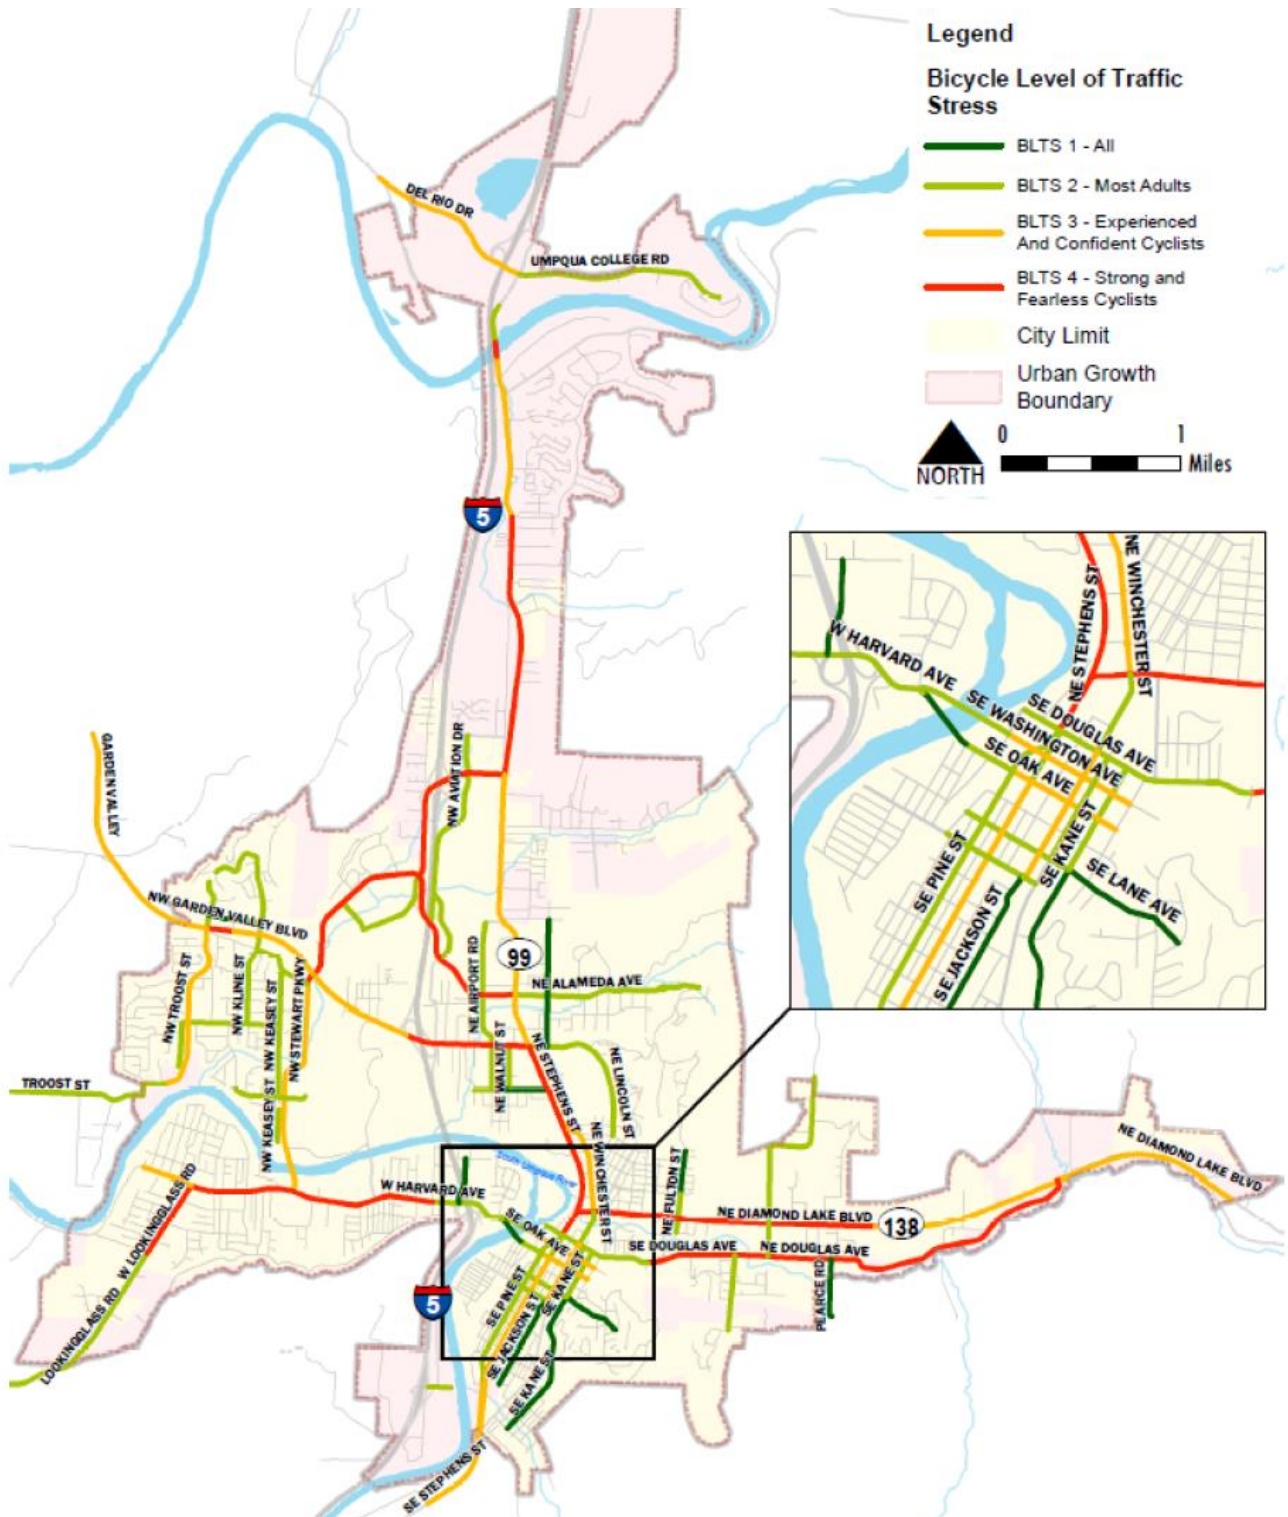 Legend
Bicycle Level of Traffic
Stress
BLTS 1 - All
BLTS 2 - Most Adults
BLTS 3 - Experienced
And Confident Cyclists
BLTS 4 - Strong and
Fearless Cyclists
City Limit
Urban Growth
Boundary
NORTH
0
1
Miles
DEL RIO DR
UMPQUA COLLEGE RD
5
W HARVARD AVE
NE STEPHENS ST
NE WINCHESTER ST
SE WASHINGTON AVE
SE DOUGLAS AVE
SE OAK AVE
SE PINE ST
SE KANE ST
SE LANE AVE
SE JACKSON ST
GARDEN VALLEY
NW AVIATION DR
NW GARDEN VALLEY BLVD
NW TROOST ST
NW KLINE ST
NW KEASEY ST
NW STEWART PKWY
99
NE AIRPORT RD
NE ALAMEDA AVE
NE WALNUT ST
NE STEPHENS ST
NE LINCOLN ST
TROOST ST
NW KEASEY ST
W LOOKINGGLASS RD
LOOKINGGLASS RD
W HARVARD AVE
South Umpqua River
NE WINCHESTER ST
NE FULTON ST
NE DIAMOND LAKE BLVD
138
NE DIAMOND LAKE BLVD
SE OAK AVE
SE DOUGLAS AVE
NE DOUGLAS AVE
PEARCE RD
SE PINE ST
SE KANE ST
SE JACKSON ST
SE KANE ST
5
SE STEPHENS ST